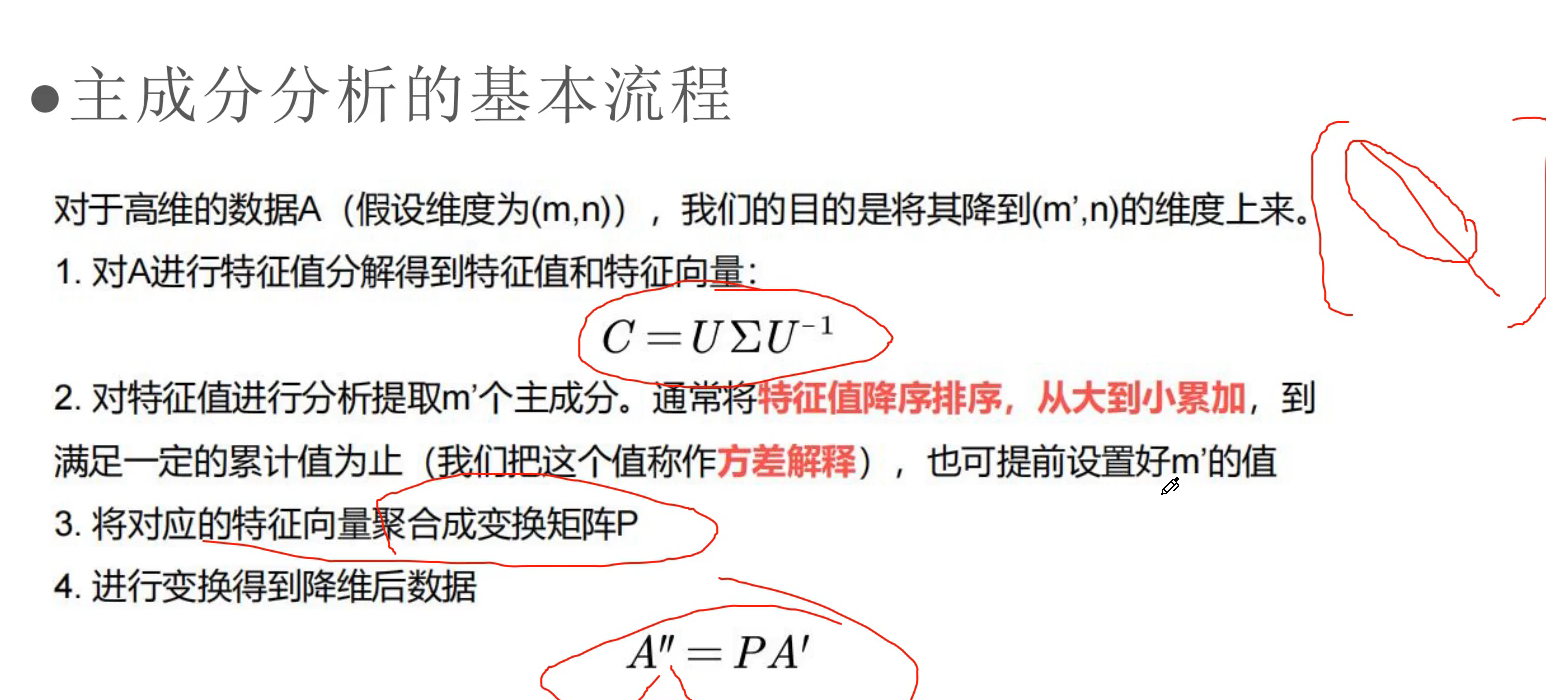 ●主成分分析的基本流程
对于高维的数据A（假设维度为(m,n)），我们的目的是将其降到(m’,n)的维度上来。
1. 对A进行特征值分解得到特征值和特征向量：
C = UΣU⁻¹
2. 对特征值进行分析提取m’个主成分。通常将特征值降序排序，从大到小累加，到
满足一定的累计值为止（我们把这个值称作方差解释），也可提前设置好m’的值
3. 将对应的特征向量聚合成变换矩阵P
4. 进行变换得到降维后数据
A″ = PA′